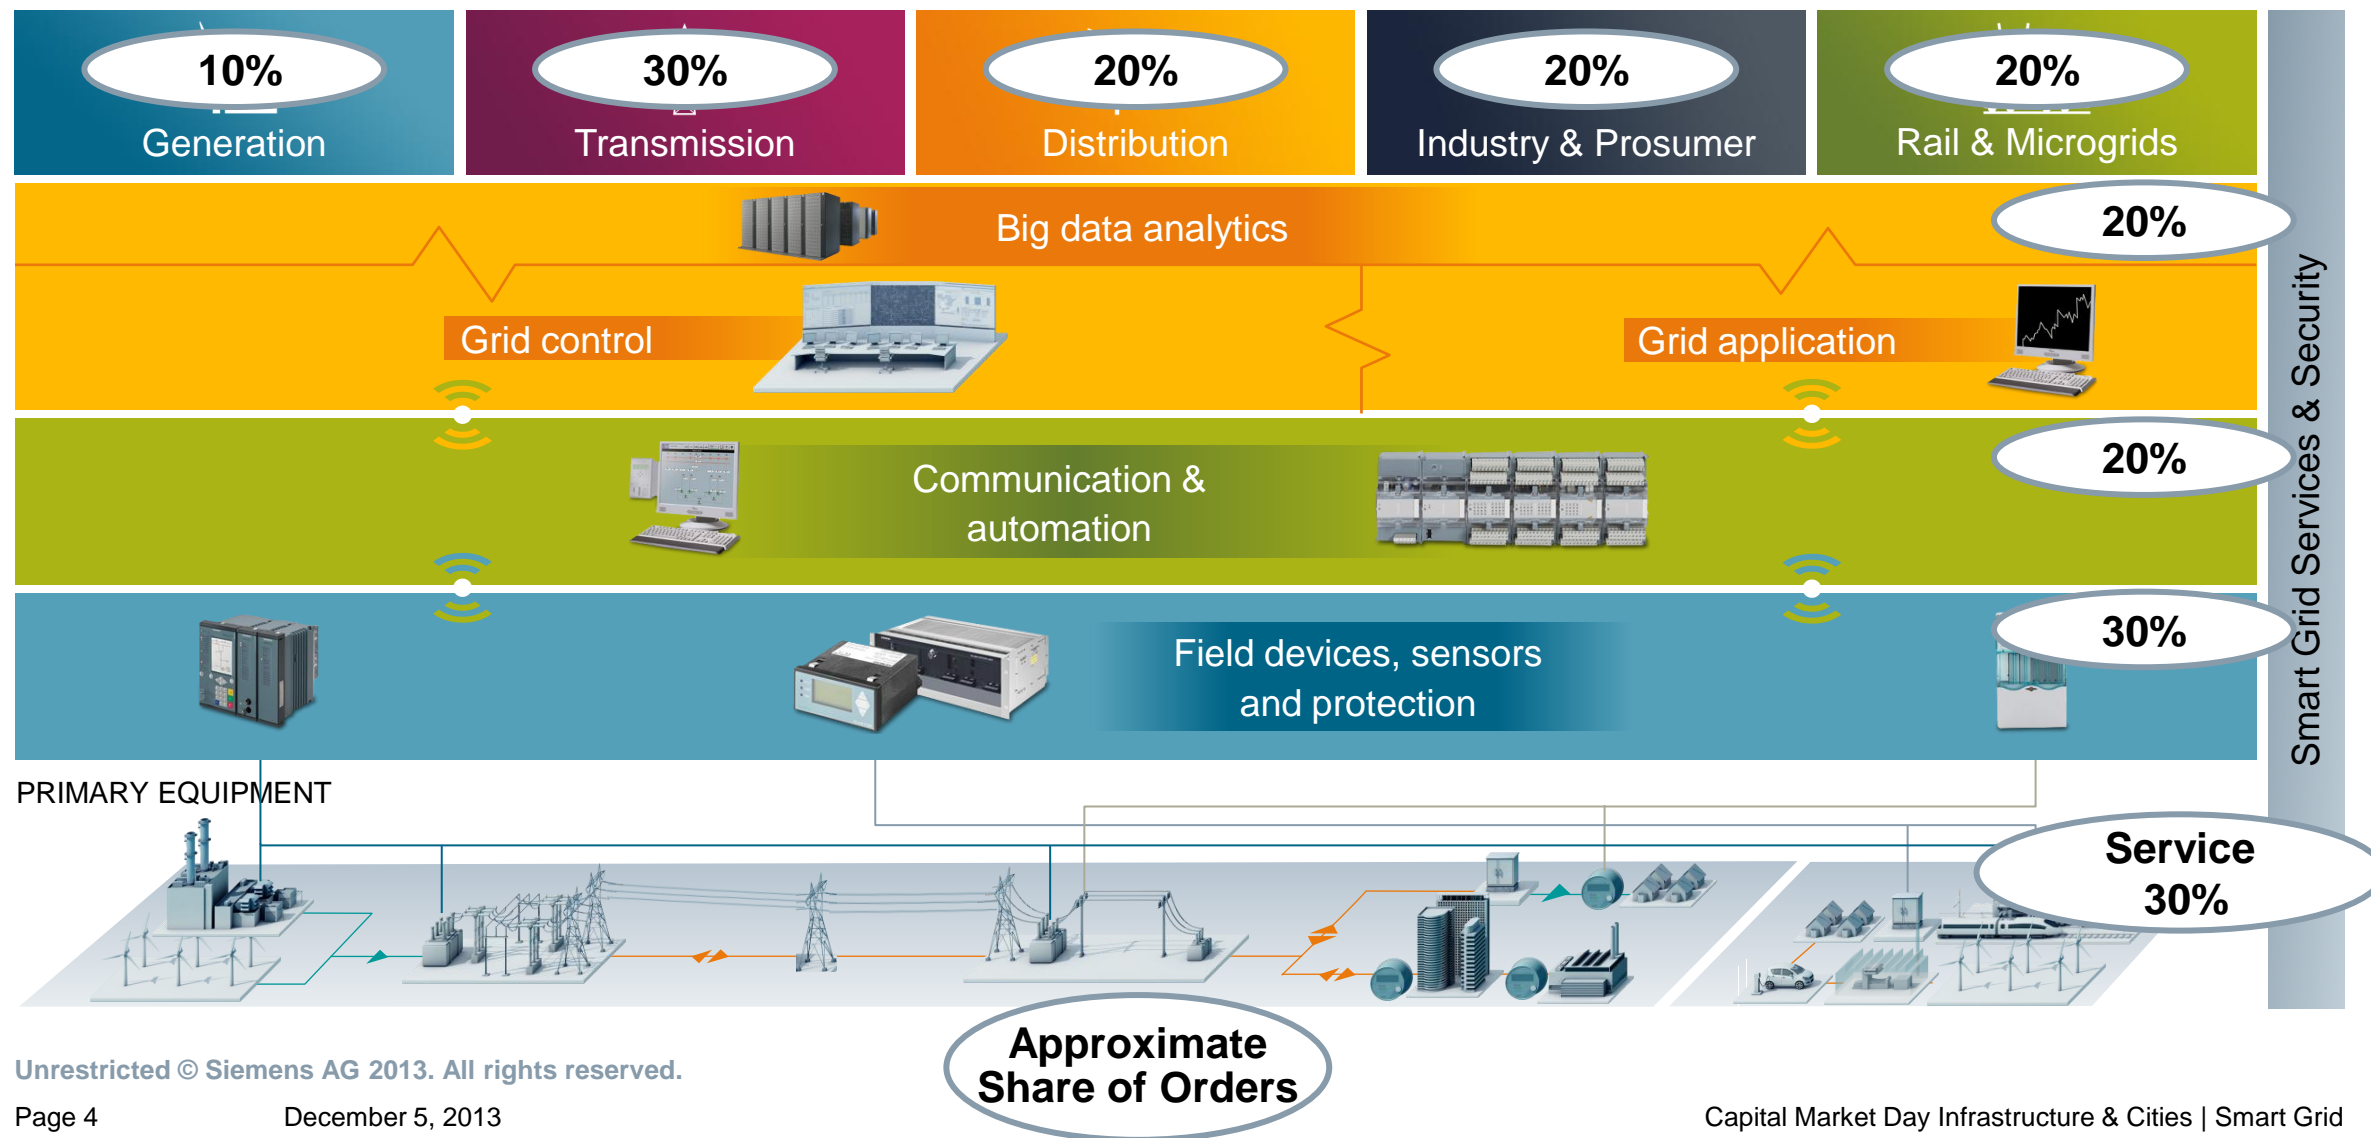 10%
30%
20%
20%
20%
Generation
Transmission
Distribution
Industry & Prosumer
Rail & Microgrids
Big data analytics
20%
Grid control
Grid application
Communication &
automation
20%
Field devices, sensors
and protection
30%
Smart Grid Services & Security
PRIMARY EQUIPMENT
Service
30%
Approximate
Share of Orders
Unrestricted © Siemens AG 2013. All rights reserved.
Page 4
December 5, 2013
Capital Market Day Infrastructure & Cities | Smart Grid